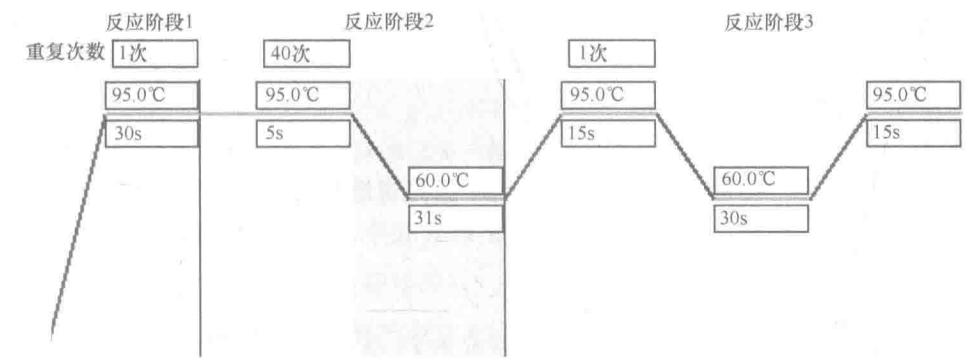 反应阶段1 反应阶段2 反应阶段3
重复次数 1次 40次 1次
95.0℃ 95.0℃ 95.0℃ 95.0℃
30s 5s 15s 15s
60.0℃ 60.0℃
31s 30s